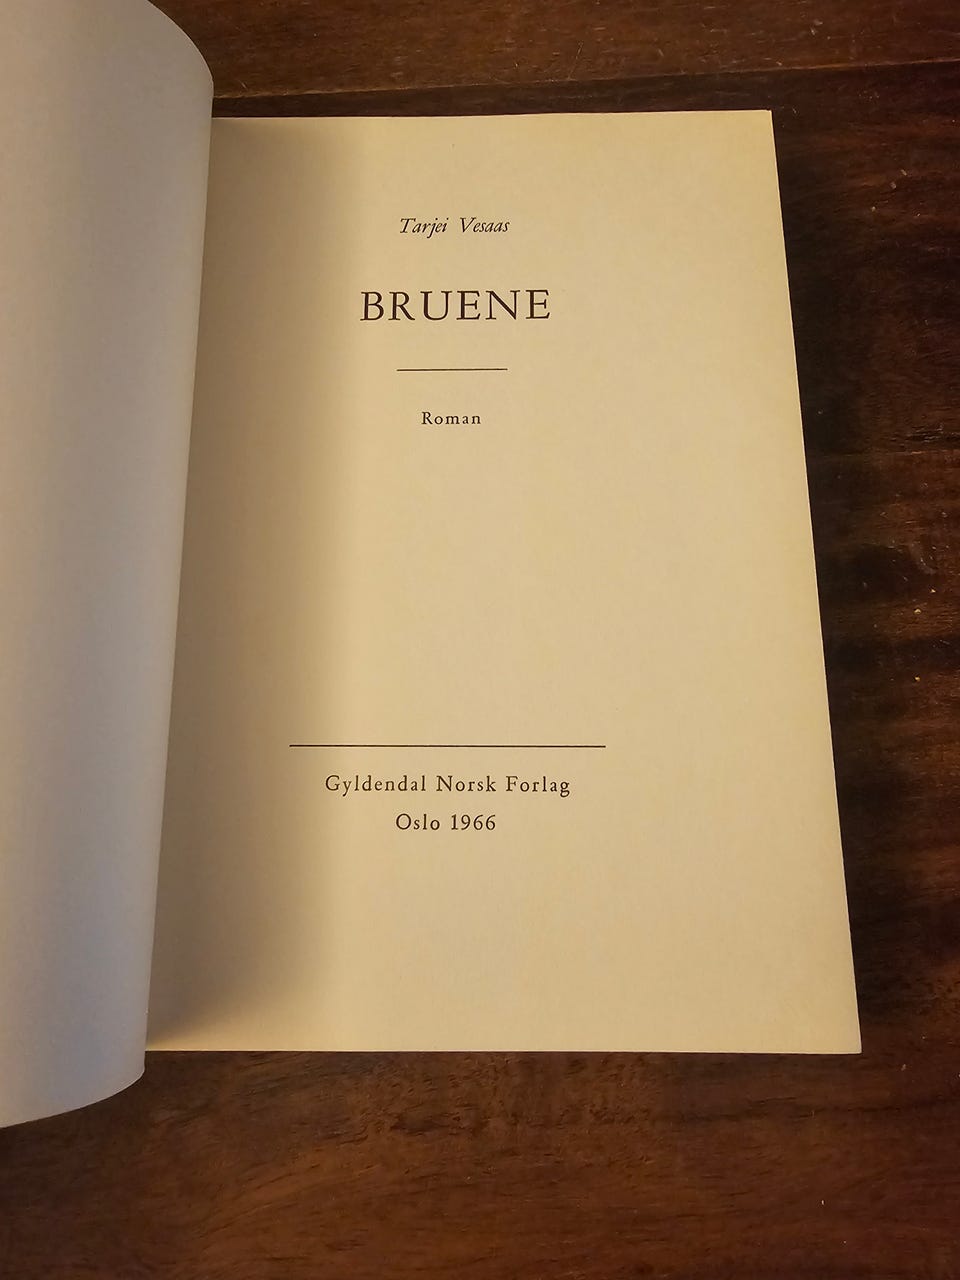 Tarjei Vesaas
BRUENE
Roman
Gyldendal Norsk Forlag
Oslo 1966